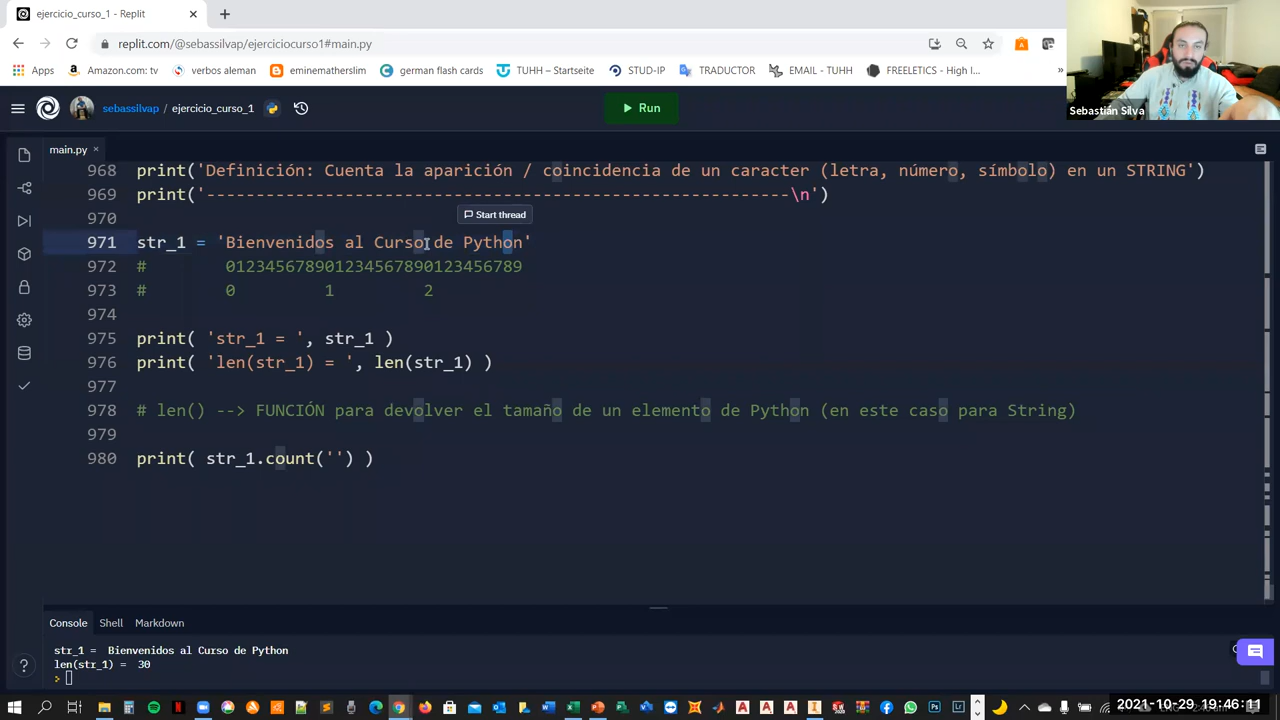 ejercicio_curso_1 - Replit
replit.com/@sebassilvap/ejerciciocurso1#main.py
Apps Amazon.com: tv verbos aleman eminematherslim german flash cards TUHH – Startseite STUD-IP TRADUCTOR EMAIL - TUHH FREELETICS - High I... »
Sebastián Silva
sebassilvap / ejercicio_curso_1 Run
main.py
968 print('Definición: Cuenta la aparición / coincidencia de un caracter (letra, número, símbolo) en un STRING')
969 print('-----------------------------------------------------------\n')
970
Start thread
971 str_1 = 'Bienvenidos al Curso de Python'
972 # 012345678901234567890123456789
973 # 0 1 2
974
975 print( 'str_1 = ', str_1 )
976 print( 'len(str_1) = ', len(str_1) )
977
978 # len() --> FUNCIÓN para devolver el tamaño de un elemento de Python (en este caso para String)
979
980 print( str_1.count('') )
Console Shell Markdown
str_1 =  Bienvenidos al Curso de Python
len(str_1) =  30
>
2021-10-29 19:46:11